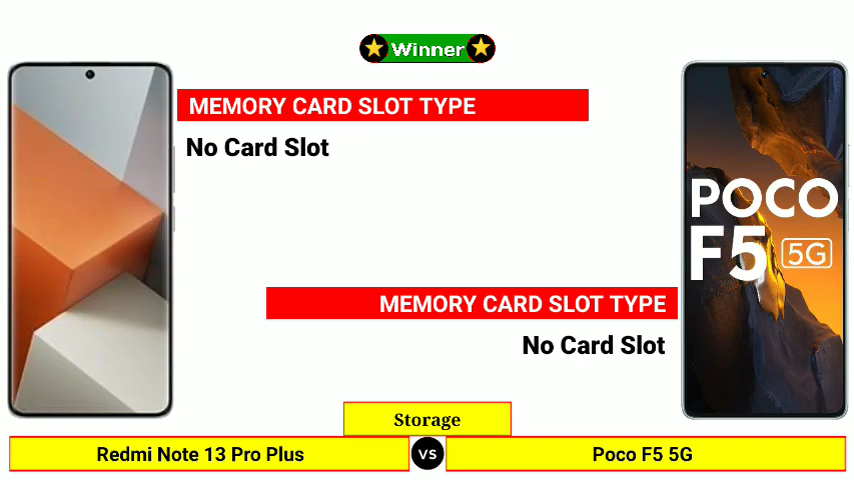 Winner
MEMORY CARD SLOT TYPE
No Card Slot
POCO
F5 5G
MEMORY CARD SLOT TYPE
No Card Slot
Storage
Redmi Note 13 Pro Plus
VS
Poco F5 5G